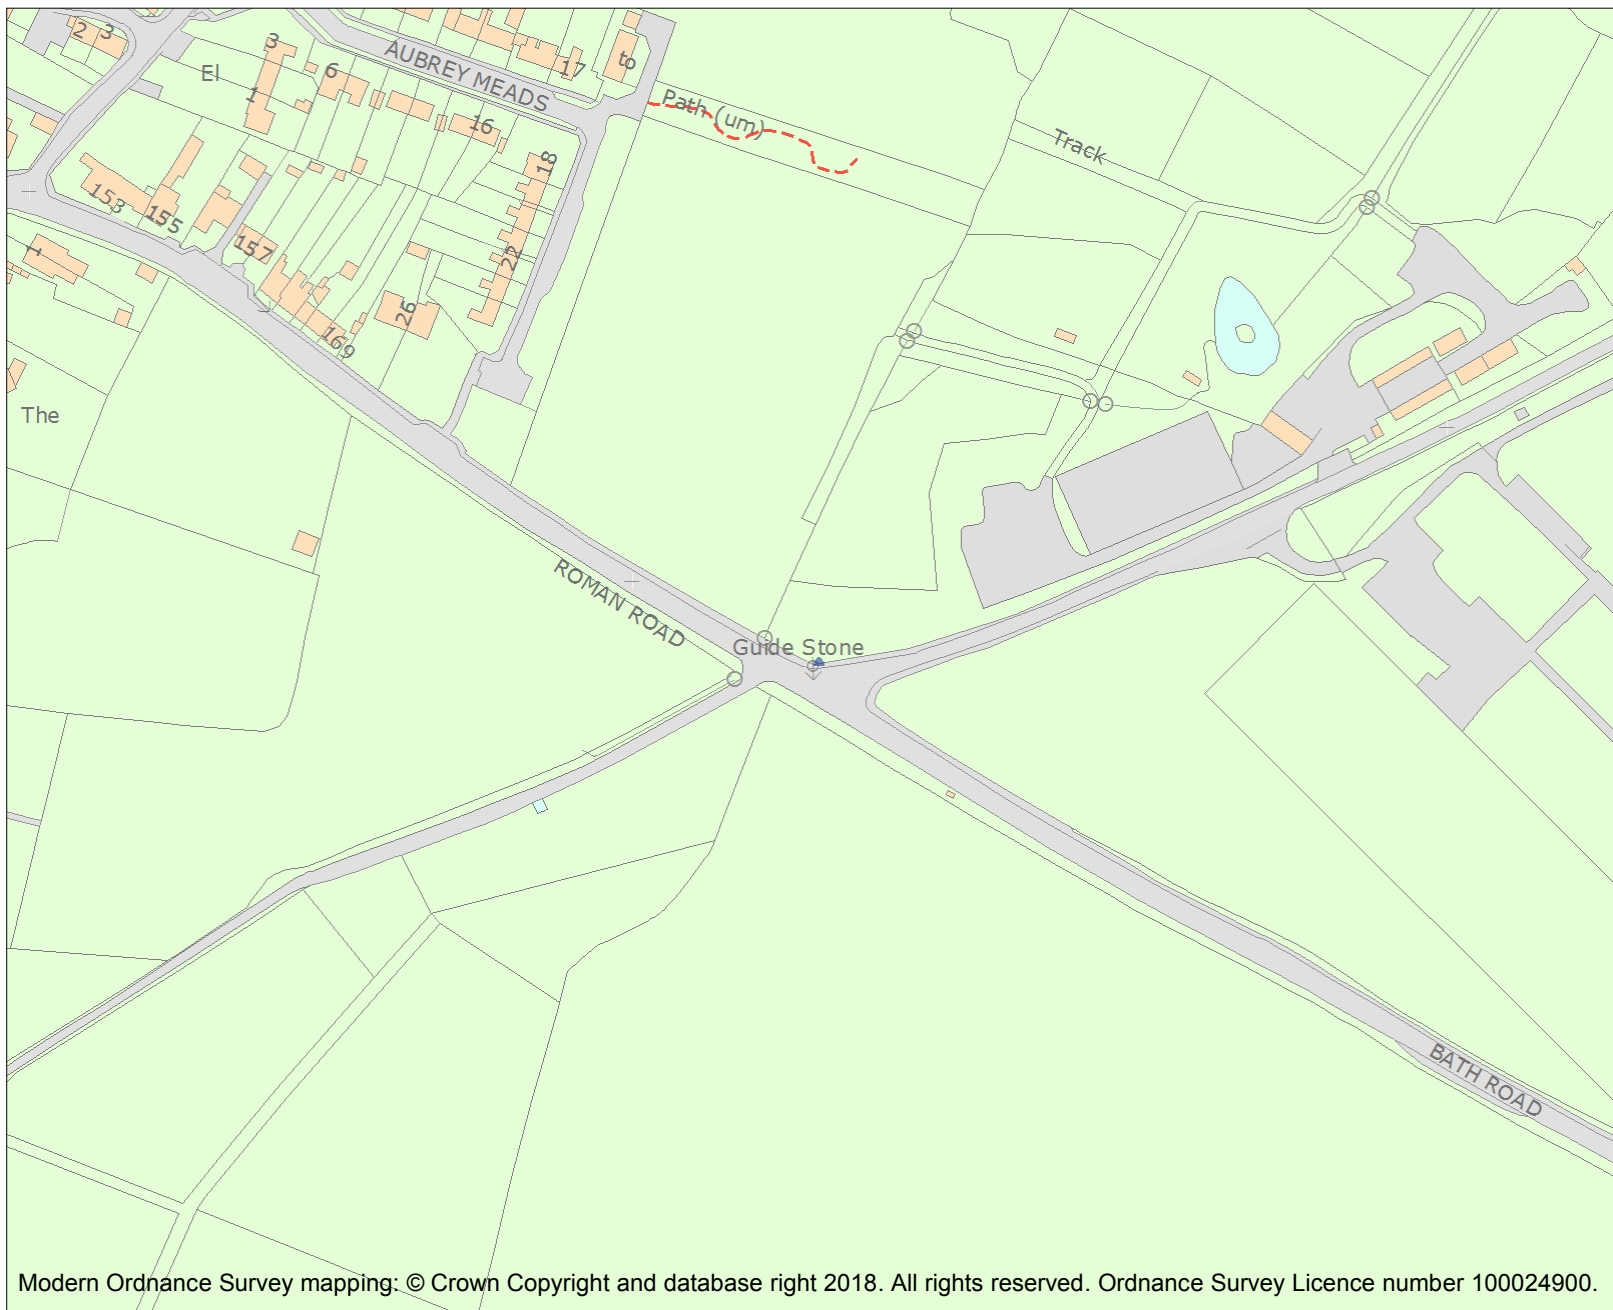 2 3
3
El
1
6
AUBREY MEADS
17
to
Path (um)
Track
16
18
153
155
157
1
22
26
169
The
ROMAN ROAD
Guide Stone
BATH ROAD
Modern Ordnance Survey mapping: © Crown Copyright and database right 2018. All rights reserved. Ordnance Survey Licence number 100024900.